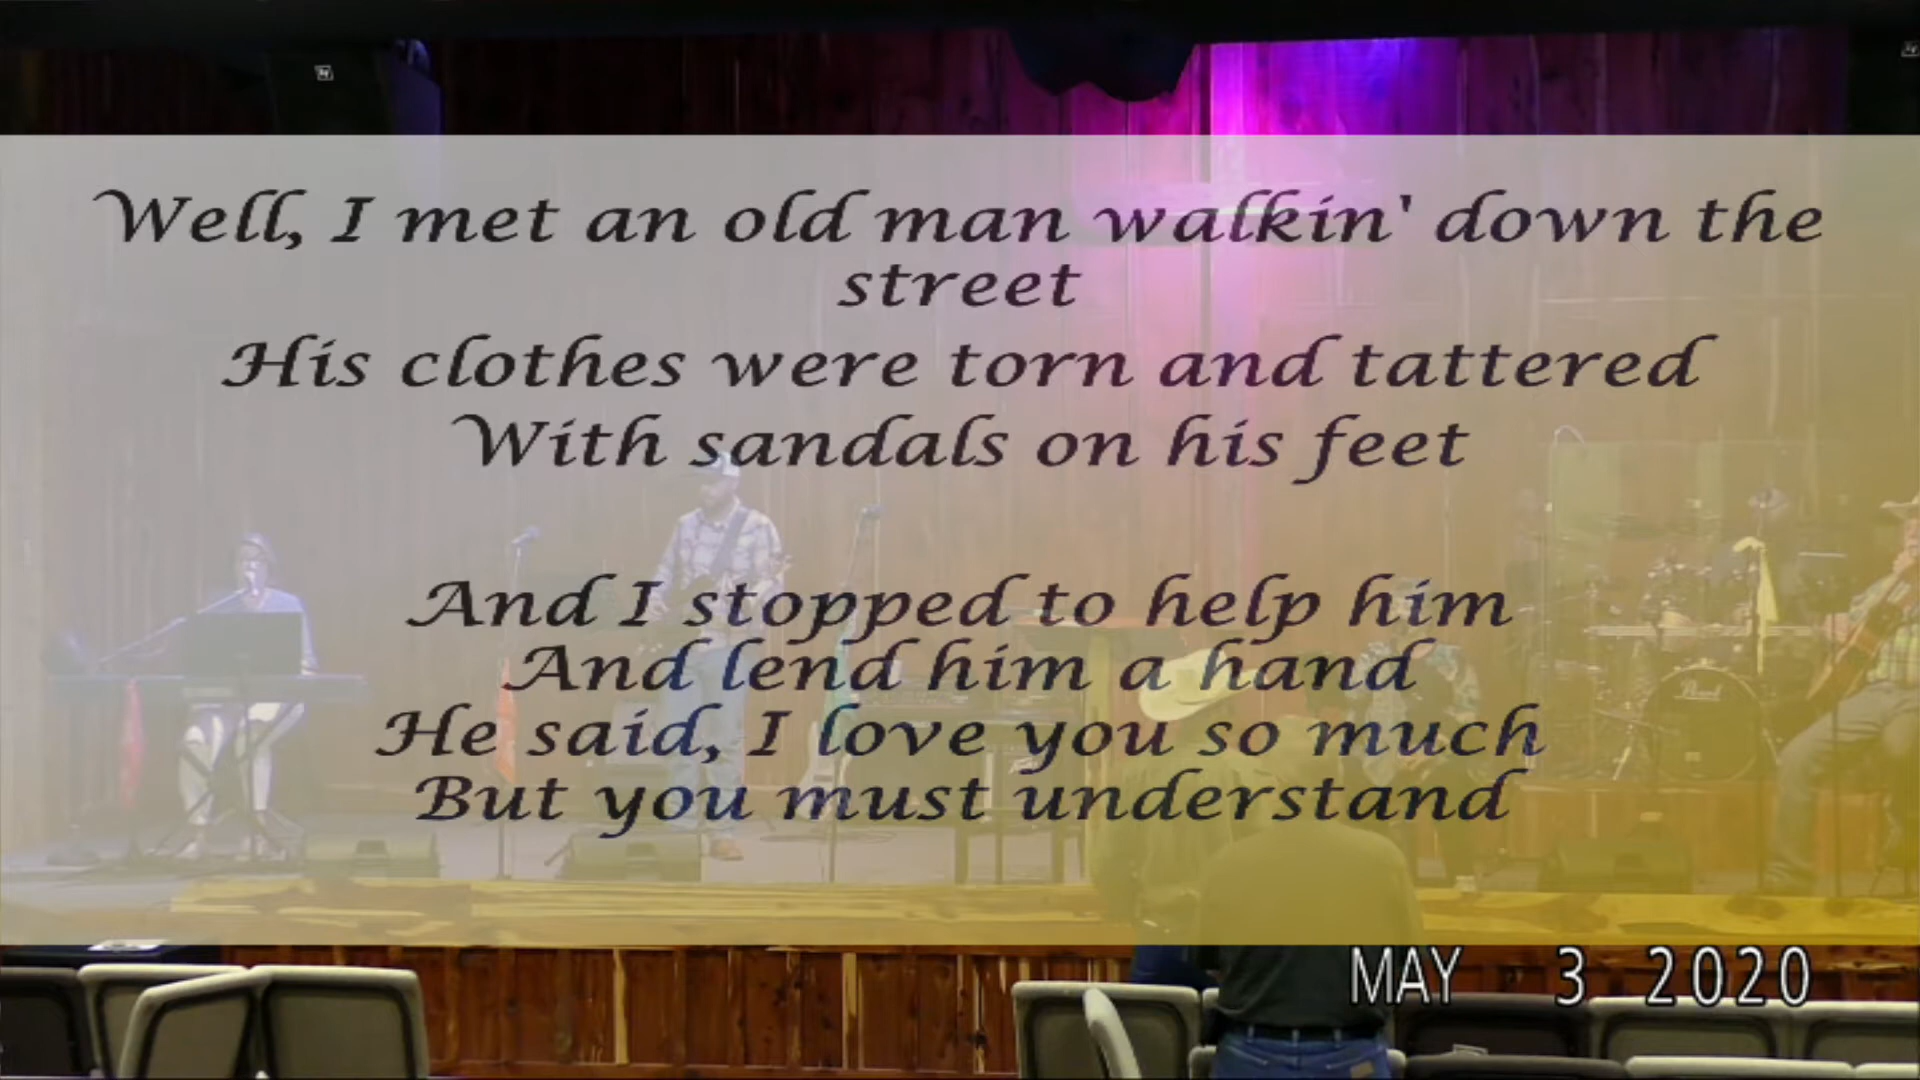 Well, I met an old man walkin' down the
street
His clothes were torn and tattered
With sandals on his feet
And I stopped to help him
And lend him a hand
He said, I love you so much
But you must understand
Pearl
MAY 3 2020